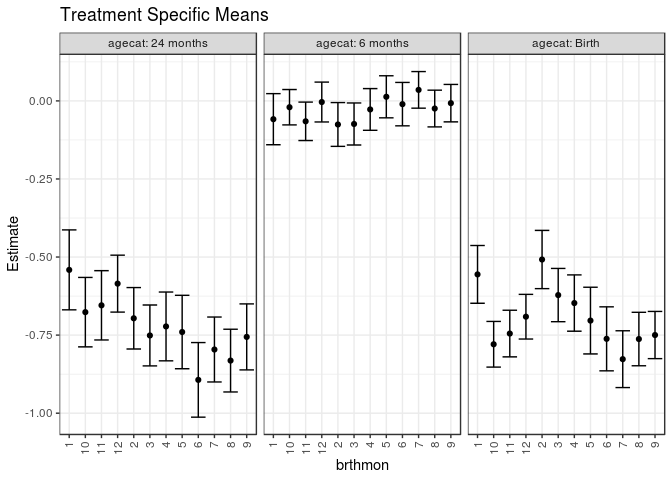 Treatment Specific Means
agecat: 24 months
agecat: 6 months
agecat: Birth
Estimate
0.00
-0.25
-0.50
-0.75
-1.00
1 10 11 12 2 3 4 5 6 7 8 9
1 10 11 12 2 3 4 5 6 7 8 9
1 10 11 12 2 3 4 5 6 7 8 9
brthmon